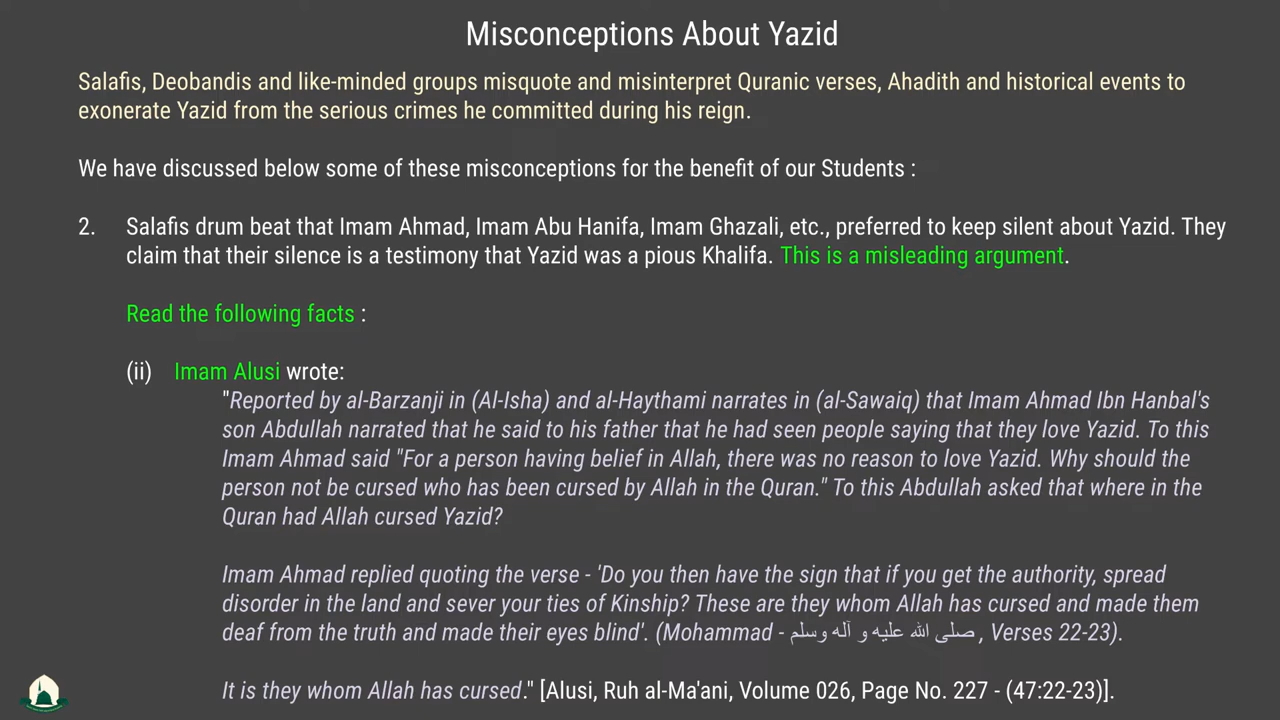 Misconceptions About Yazid
Salafis, Deobandis and like-minded groups misquote and misinterpret Quranic verses, Ahadith and historical events to
exonerate Yazid from the serious crimes he committed during his reign.
We have discussed below some of these misconceptions for the benefit of our Students :
2. Salafis drum beat that Imam Ahmad, Imam Abu Hanifa, Imam Ghazali, etc., preferred to keep silent about Yazid. They
claim that their silence is a testimony that Yazid was a pious Khalifa. This is a misleading argument.
Read the following facts :
(ii) Imam Alusi wrote:
"Reported by al-Barzanji in (Al-Isha) and al-Haythami narrates in (al-Sawaiq) that Imam Ahmad Ibn Hanbal's
son Abdullah narrated that he said to his father that he had seen people saying that they love Yazid. To this
Imam Ahmad said "For a person having belief in Allah, there was no reason to love Yazid. Why should the
person not be cursed who has been cursed by Allah in the Quran." To this Abdullah asked that where in the
Quran had Allah cursed Yazid?
Imam Ahmad replied quoting the verse - 'Do you then have the sign that if you get the authority, spread
disorder in the land and sever your ties of Kinship? These are they whom Allah has cursed and made them
deaf from the truth and made their eyes blind'. (Mohammad - صلى الله عليه و آله وسلم , Verses 22-23).
It is they whom Allah has cursed." [Alusi, Ruh al-Ma'ani, Volume 026, Page No. 227 - (47:22-23)].